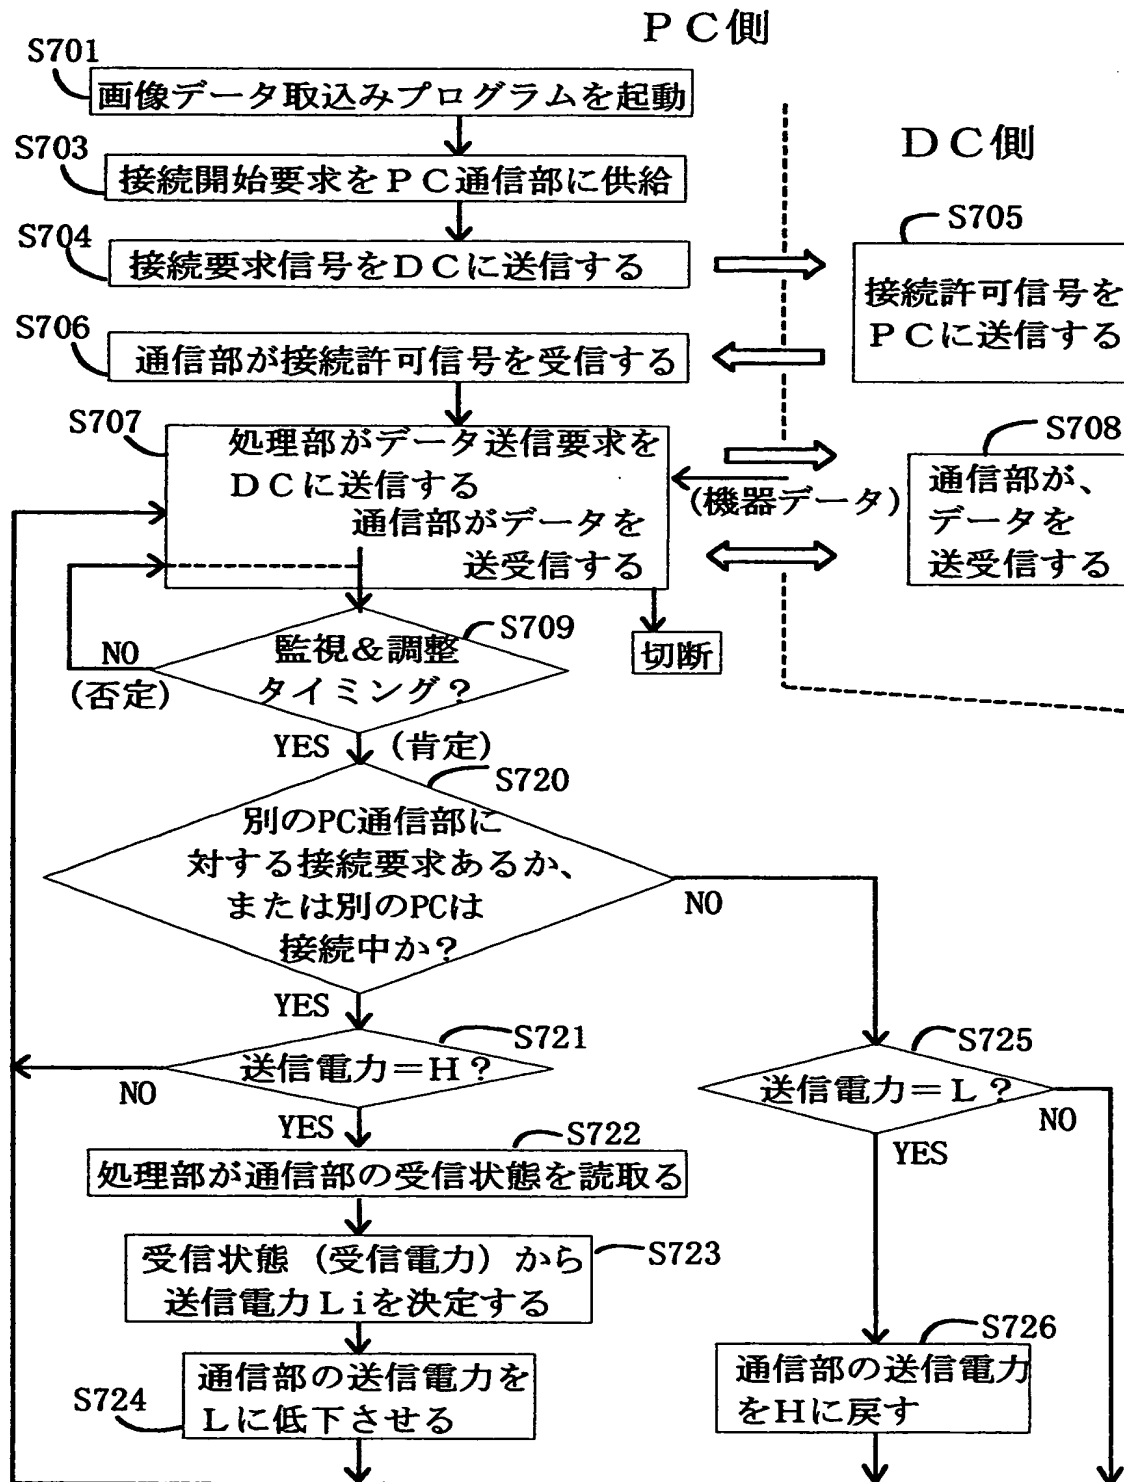 PC側
S701
画像データ取込みプログラムを起動
S703
接続開始要求をPC通信部に供給
S704
接続要求信号をDCに送信する
DC側
S705
接続許可信号を
PCに送信する
S706
通信部が接続許可信号を受信する
S707
処理部がデータ送信要求を
DCに送信する
通信部がデータを
送受信する
(機器データ)
S708
通信部が、
データを
送受信する
切断
S709
監視&調整
タイミング?
NO
(否定)
YES
(肯定)
S720
別のPC通信部に
対する接続要求あるか、
または別のPCは
接続中か?
NO
YES
S721
送信電力=H?
NO
YES
S722
処理部が通信部の受信状態を読取る
S723
受信状態(受信電力)から
送信電力Liを決定する
S724
通信部の送信電力を
Lに低下させる
S725
送信電力=L?
NO
YES
S726
通信部の送信電力
をHに戻す